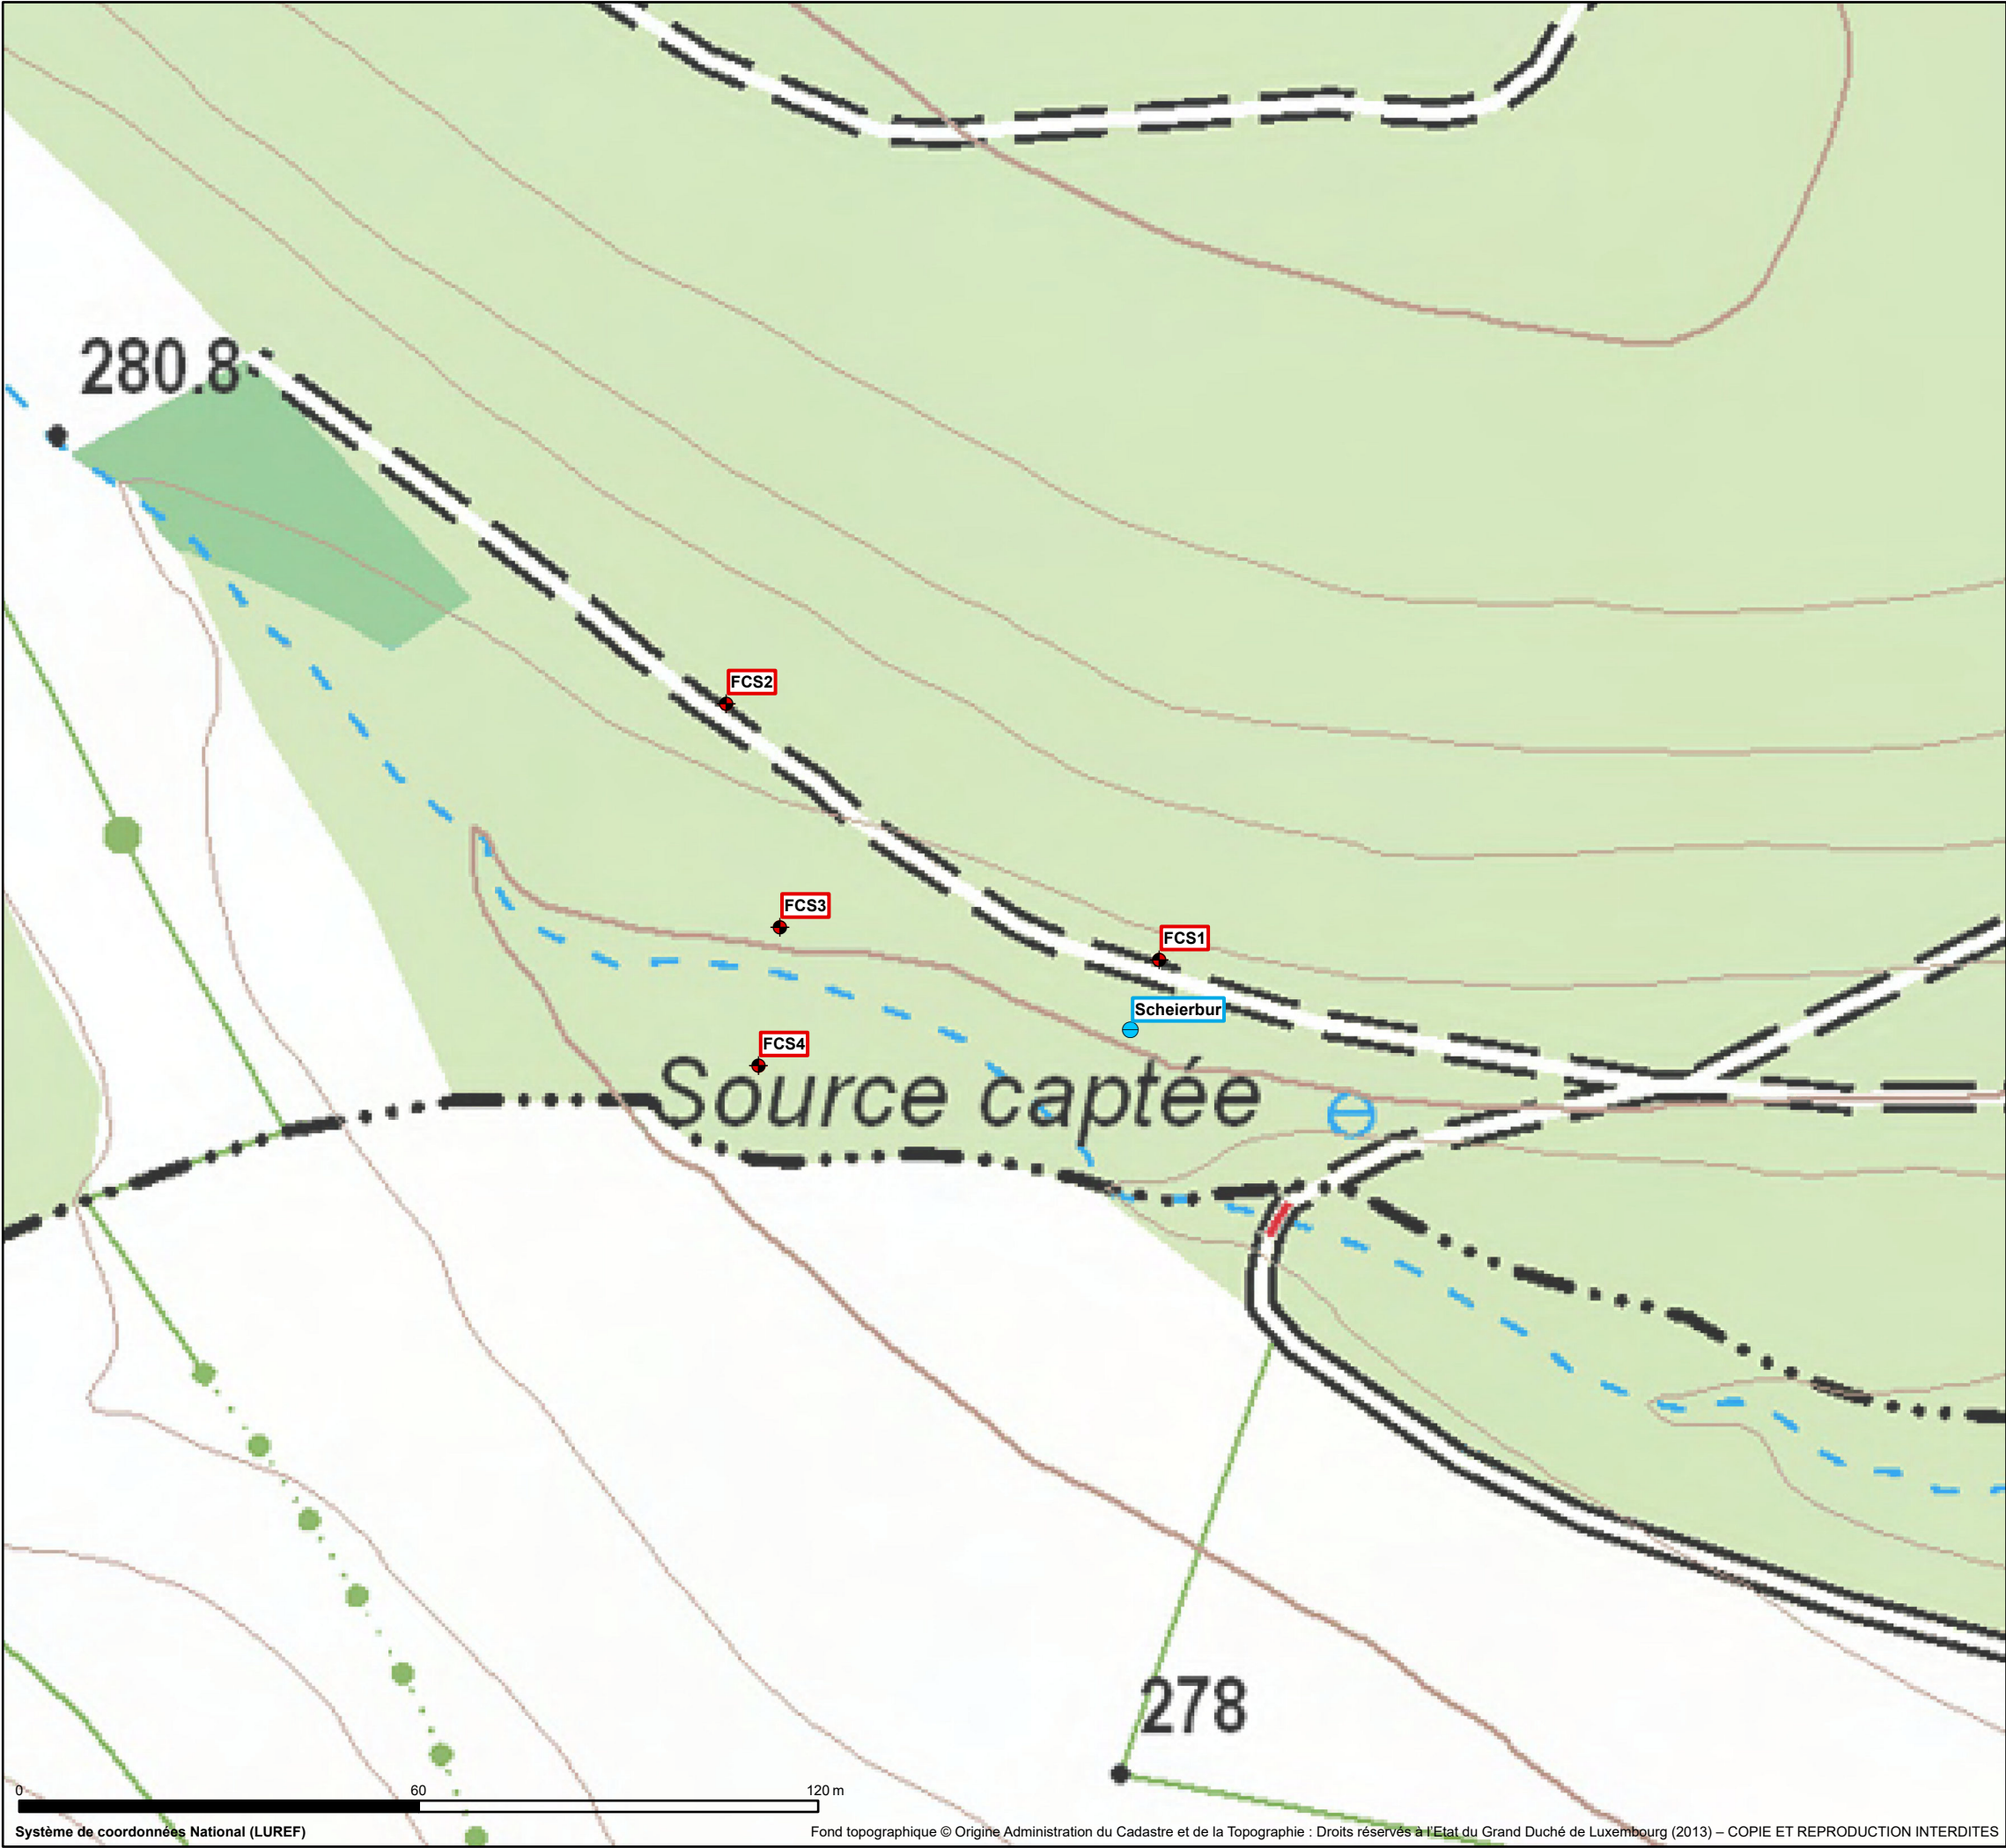 280.8
FCS2
FCS3
FCS1
Scheierbur
FCS4
Source captée
278
0 60 120 m
Système de coordonnées National (LUREF)
Fond topographique © Origine Administration du Cadastre et de la Topographie : Droits réservés à l'Etat du Grand Duché de Luxembourg (2013) – COPIE ET REPRODUCTION INTERDITES